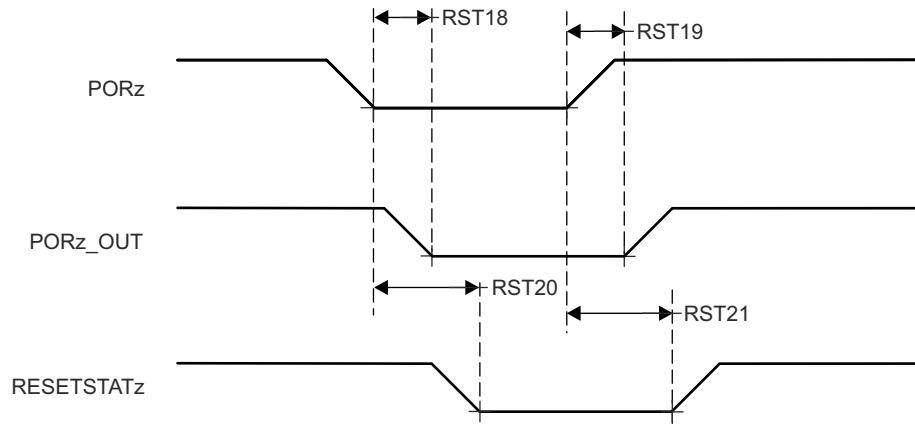 RST18
RST19
PORz
PORz_OUT
RST20
RST21
RESETSTATz